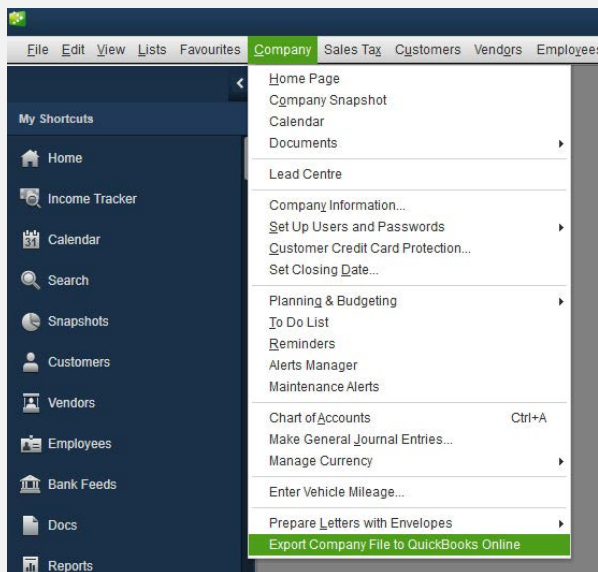 File Edit View Lists Favourites Company Sales Tax Customers Vendors Employees
My Shortcuts
Home
Income Tracker
Calendar
Search
Snapshots
Customers
Vendors
Employees
Bank Feeds
Docs
Reports
Home Page
Company Snapshot
Calendar
Documents
Lead Centre
Company Information...
Set Up Users and Passwords
Customer Credit Card Protection...
Set Closing Date...
Planning & Budgeting
To Do List
Reminders
Alerts Manager
Maintenance Alerts
Chart of Accounts Ctrl+A
Make General Journal Entries...
Manage Currency
Enter Vehicle Mileage...
Prepare Letters with Envelopes
Export Company File to QuickBooks Online